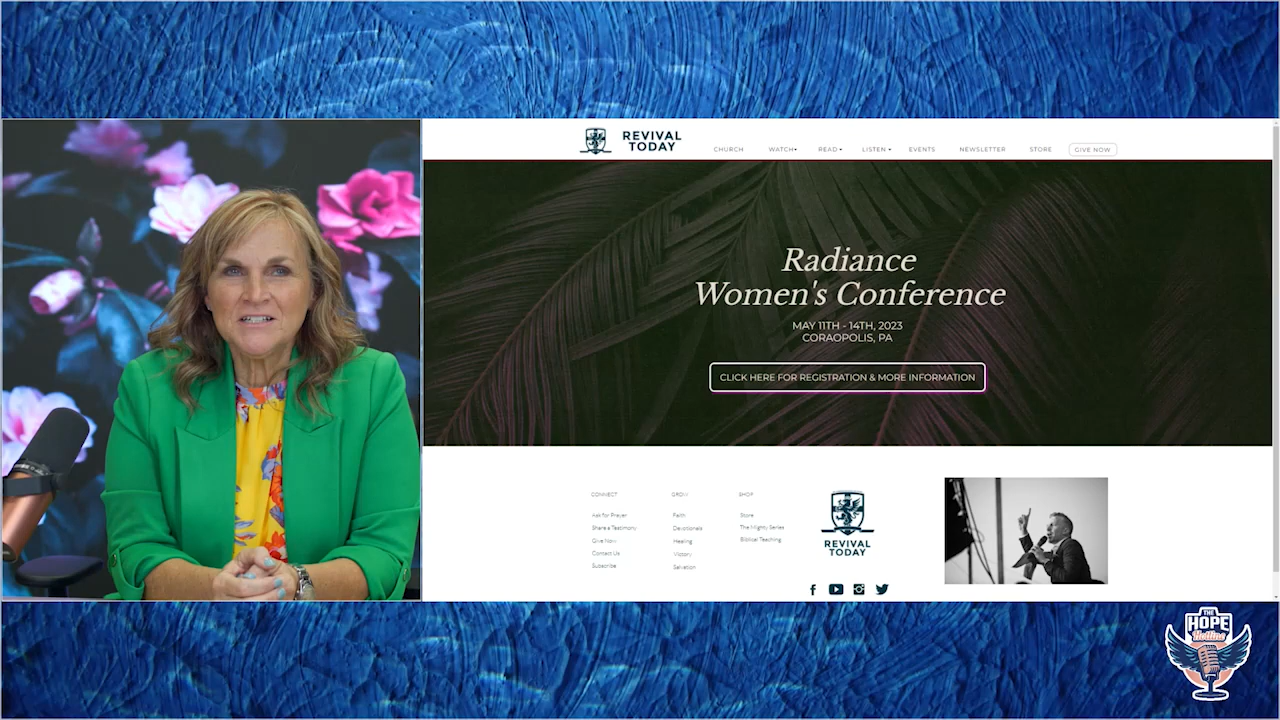 REVIVAL
TODAY
CHURCH
WATCH
READ
LISTEN
EVENTS
NEWSLETTER
STORE
GIVE NOW
Radiance
Women's Conference
MAY 11TH - 14TH, 2023
CORAOPOLIS, PA
CLICK HERE FOR REGISTRATION & MORE INFORMATION
CONNECT
Ask for Prayer
Share a Testimony
Give Now
Contact Us
Subscribe
GROW
Faith
Devotionals
Healing
Victory
Salvation
SHOP
Store
The Mighty Series
Biblical Teaching
REVIVAL
TODAY
THE
HOPE
Hotline